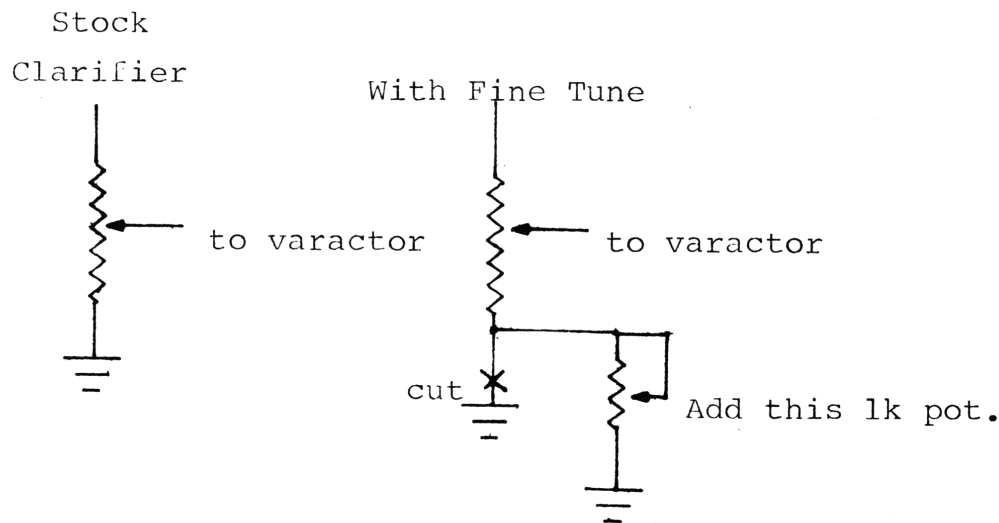 Stock
Clarifier
With Fine Tune
to varactor
to varactor
cut
Add this 1k pot.